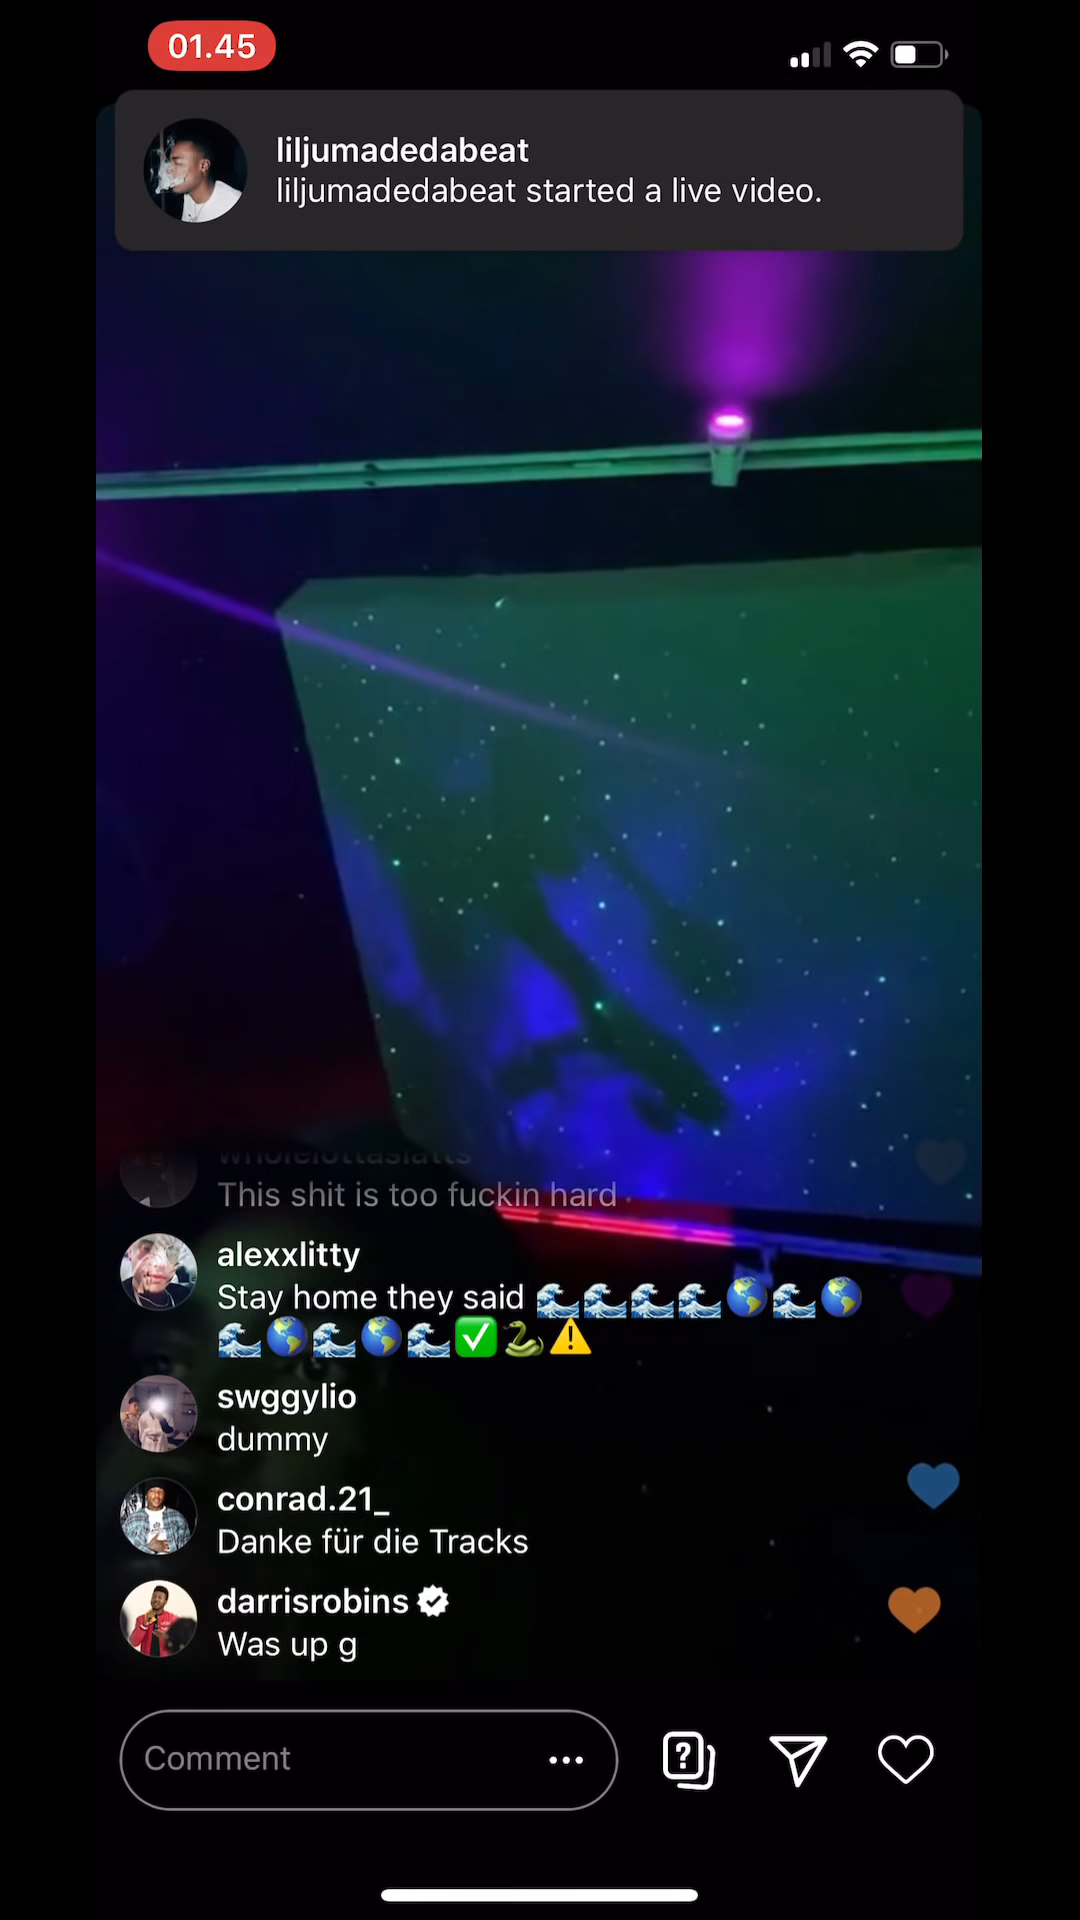 01.45
liljumadedabeat
liljumadedabeat started a live video.
wholelottaslatts
This shit is too fuckin hard
alexxlitty
Stay home they said 🌊🌊🌊🌊🌎🌊🌎
🌊🌎🌊🌎🌊✅🐍⚠️
swggylio
dummy
conrad.21_
Danke für die Tracks
darrisrobins
Was up g
Comment